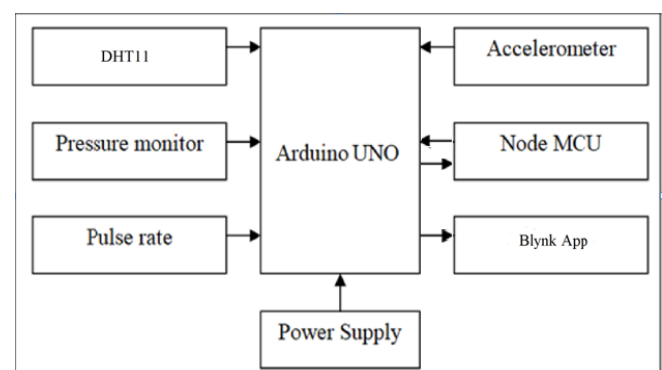 DHT11
Accelerometer
Pressure monitor
Arduino UNO
Node MCU
Pulse rate
Blynk App
Power Supply